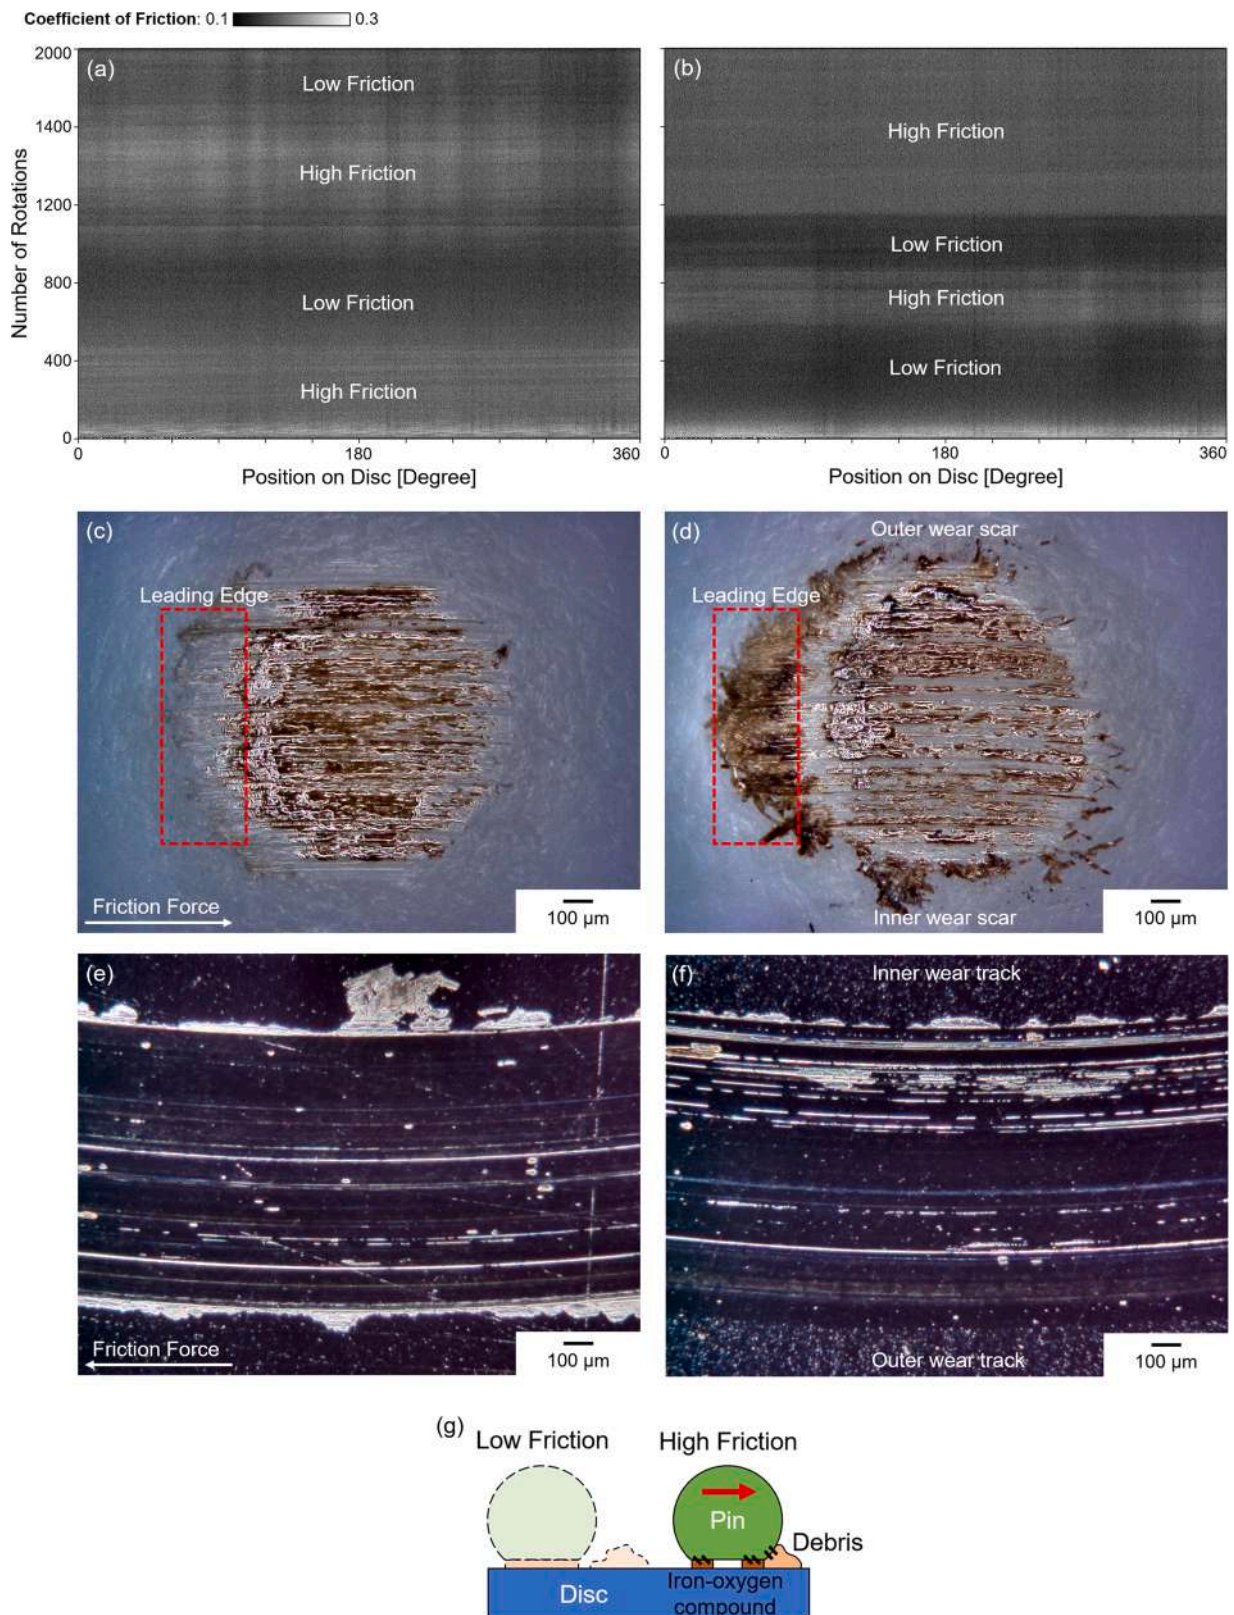 Coefficient of Friction: 0.1 0.3
(a)
Low Friction
High Friction
Low Friction
High Friction
2000
1400
1200
800
400
0
Number of Rotations
0 180 360
Position on Disc [Degree]
(b)
High Friction
Low Friction
High Friction
Low Friction
0 180 360
Position on Disc [Degree]
(c)
Leading Edge
Friction Force
100 µm
(d)
Outer wear scar
Leading Edge
Inner wear scar
100 µm
(e)
Friction Force
100 µm
(f)
Inner wear track
Outer wear track
100 µm
(g)
Low Friction High Friction
Pin
Debris
Disc
Iron-oxygen
compound